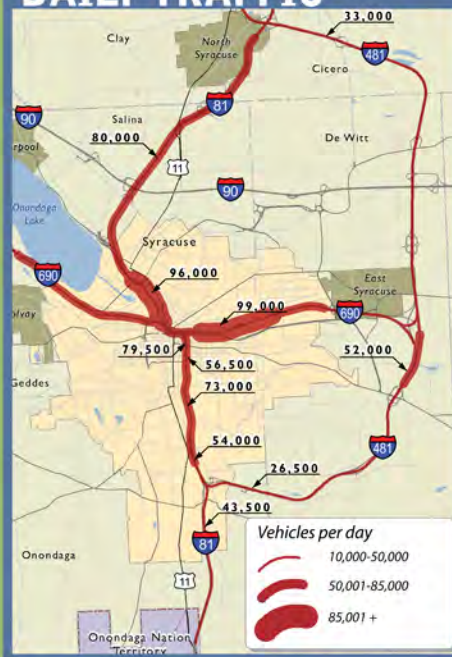 DAILY TRAFFIC
33,000
Clay
North
Syracuse
481
Cicero
81
90
Salina
80,000
De Witt
rpool
11
90
Onondaga
Lake
Syracuse
690
96,000
East
Syracuse
99,000
690
olvay
79,500
56,500
52,000
Geddes
73,000
54,000
481
26,500
43,500
81
Vehicles per day
Onondaga
10,000-50,000
11
50,001-85,000
85,001 +
Onondaga Nation
Territory